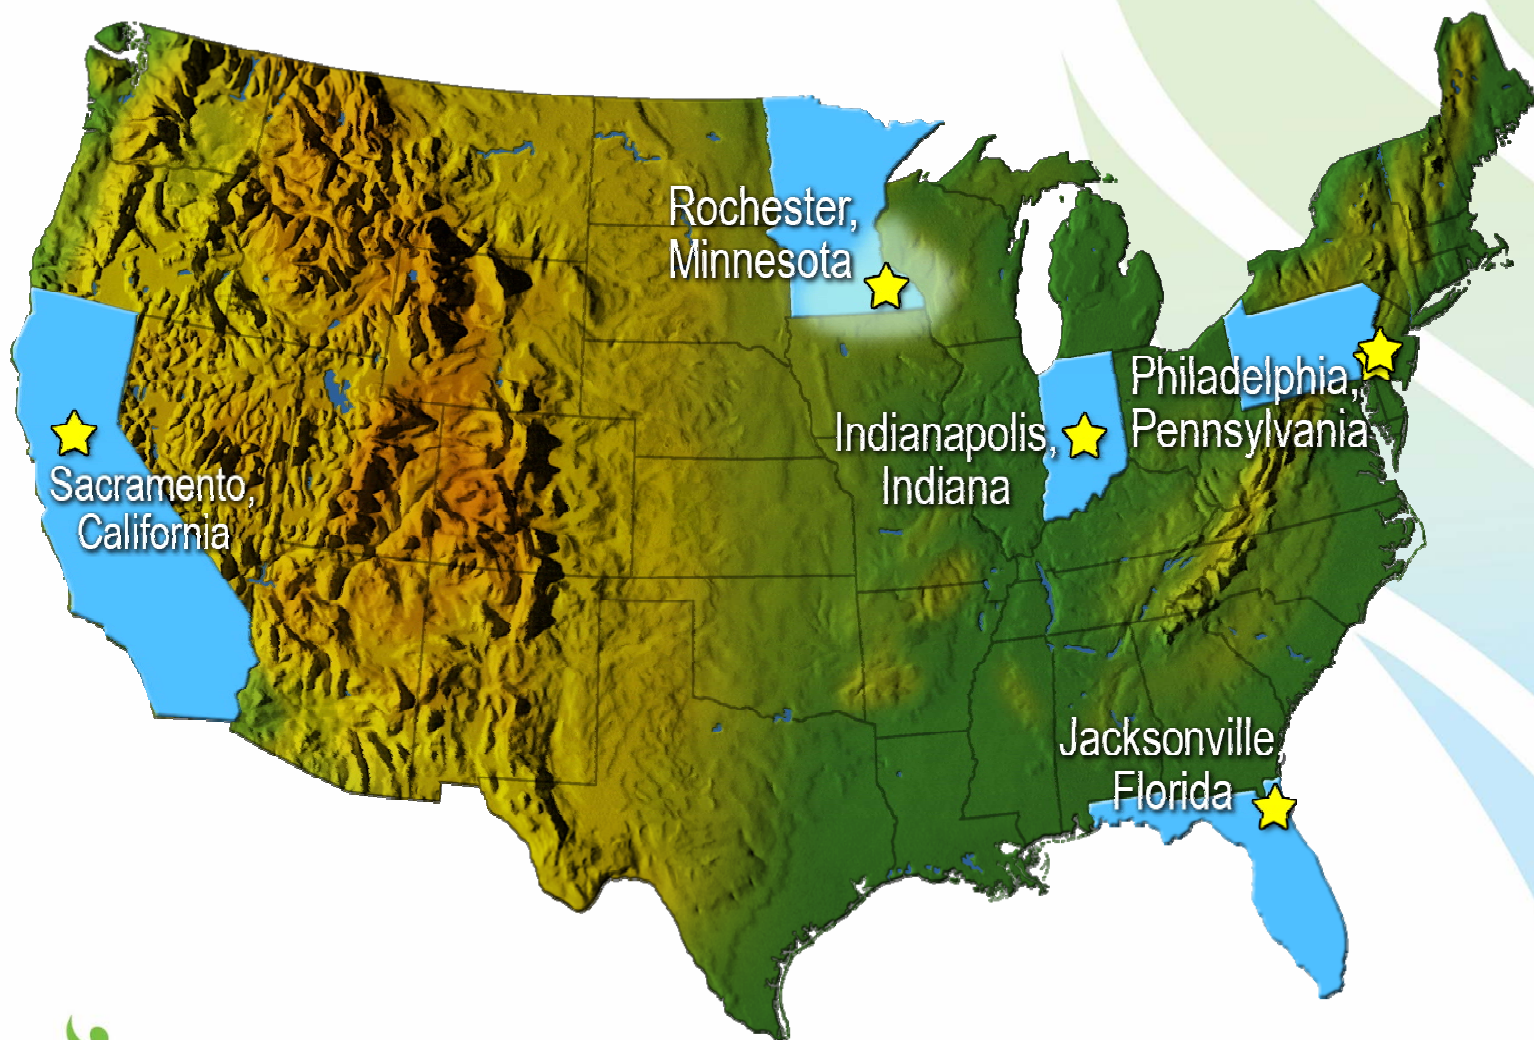 Rochester,
Minnesota
Philadelphia,
Pennsylvania
Indianapolis,
Indiana
Sacramento,
California
Jacksonville
Florida